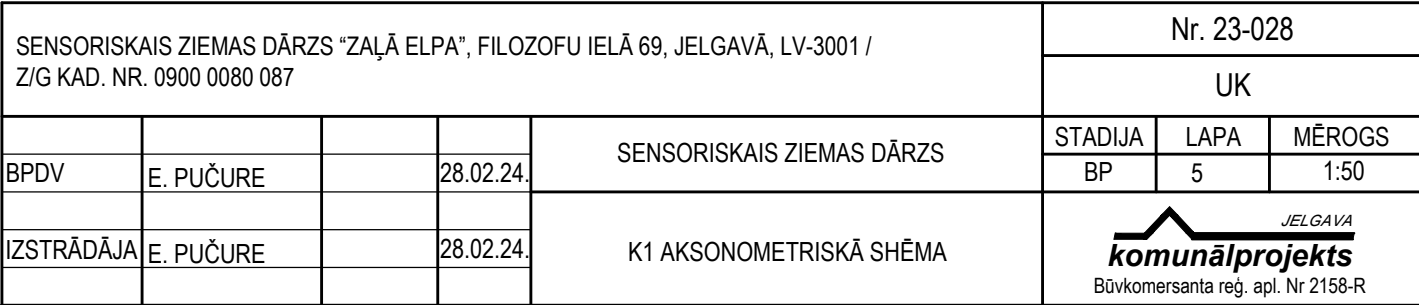 SENSORISKAIS ZIEMAS DĀRZS “ZAĻĀ ELPA”, FILOZOFU IELĀ 69, JELGAVĀ, LV-3001 /
Z/G KAD. NR. 0900 0080 087
Nr. 23-028
UK
SENSORISKAIS ZIEMAS DĀRZS
STADIJA LAPA MĒROGS
BPDV E. PUČURE 28.02.24.
BP 5 1:50
IZSTRĀDĀJA E. PUČURE 28.02.24.
K1 AKSONOMETRISKĀ SHĒMA
JELGAVA
komunālprojekts
Būvkomersanta reģ. apl. Nr 2158-R